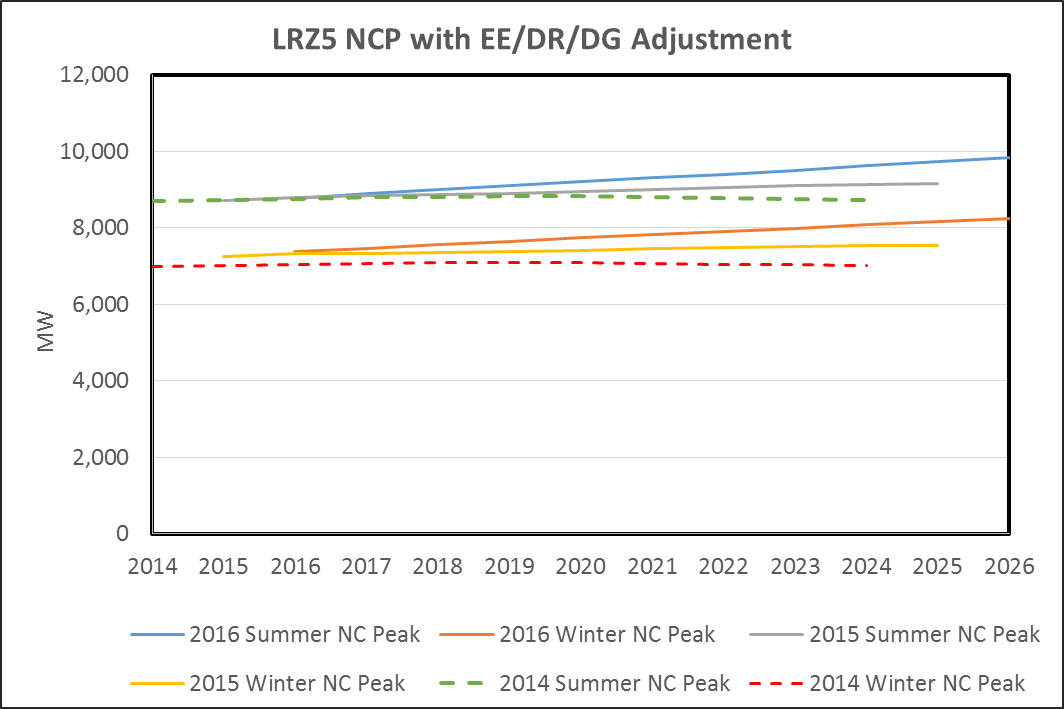 LRZ5 NCP with EE/DR/DG Adjustment
12,000
10,000
8,000
6,000
4,000
2,000
0
MW
2014 2015 2016 2017 2018 2019 2020 2021 2022 2023 2024 2025 2026
2016 Summer NC Peak 2016 Winter NC Peak 2015 Summer NC Peak
2015 Winter NC Peak 2014 Summer NC Peak 2014 Winter NC Peak